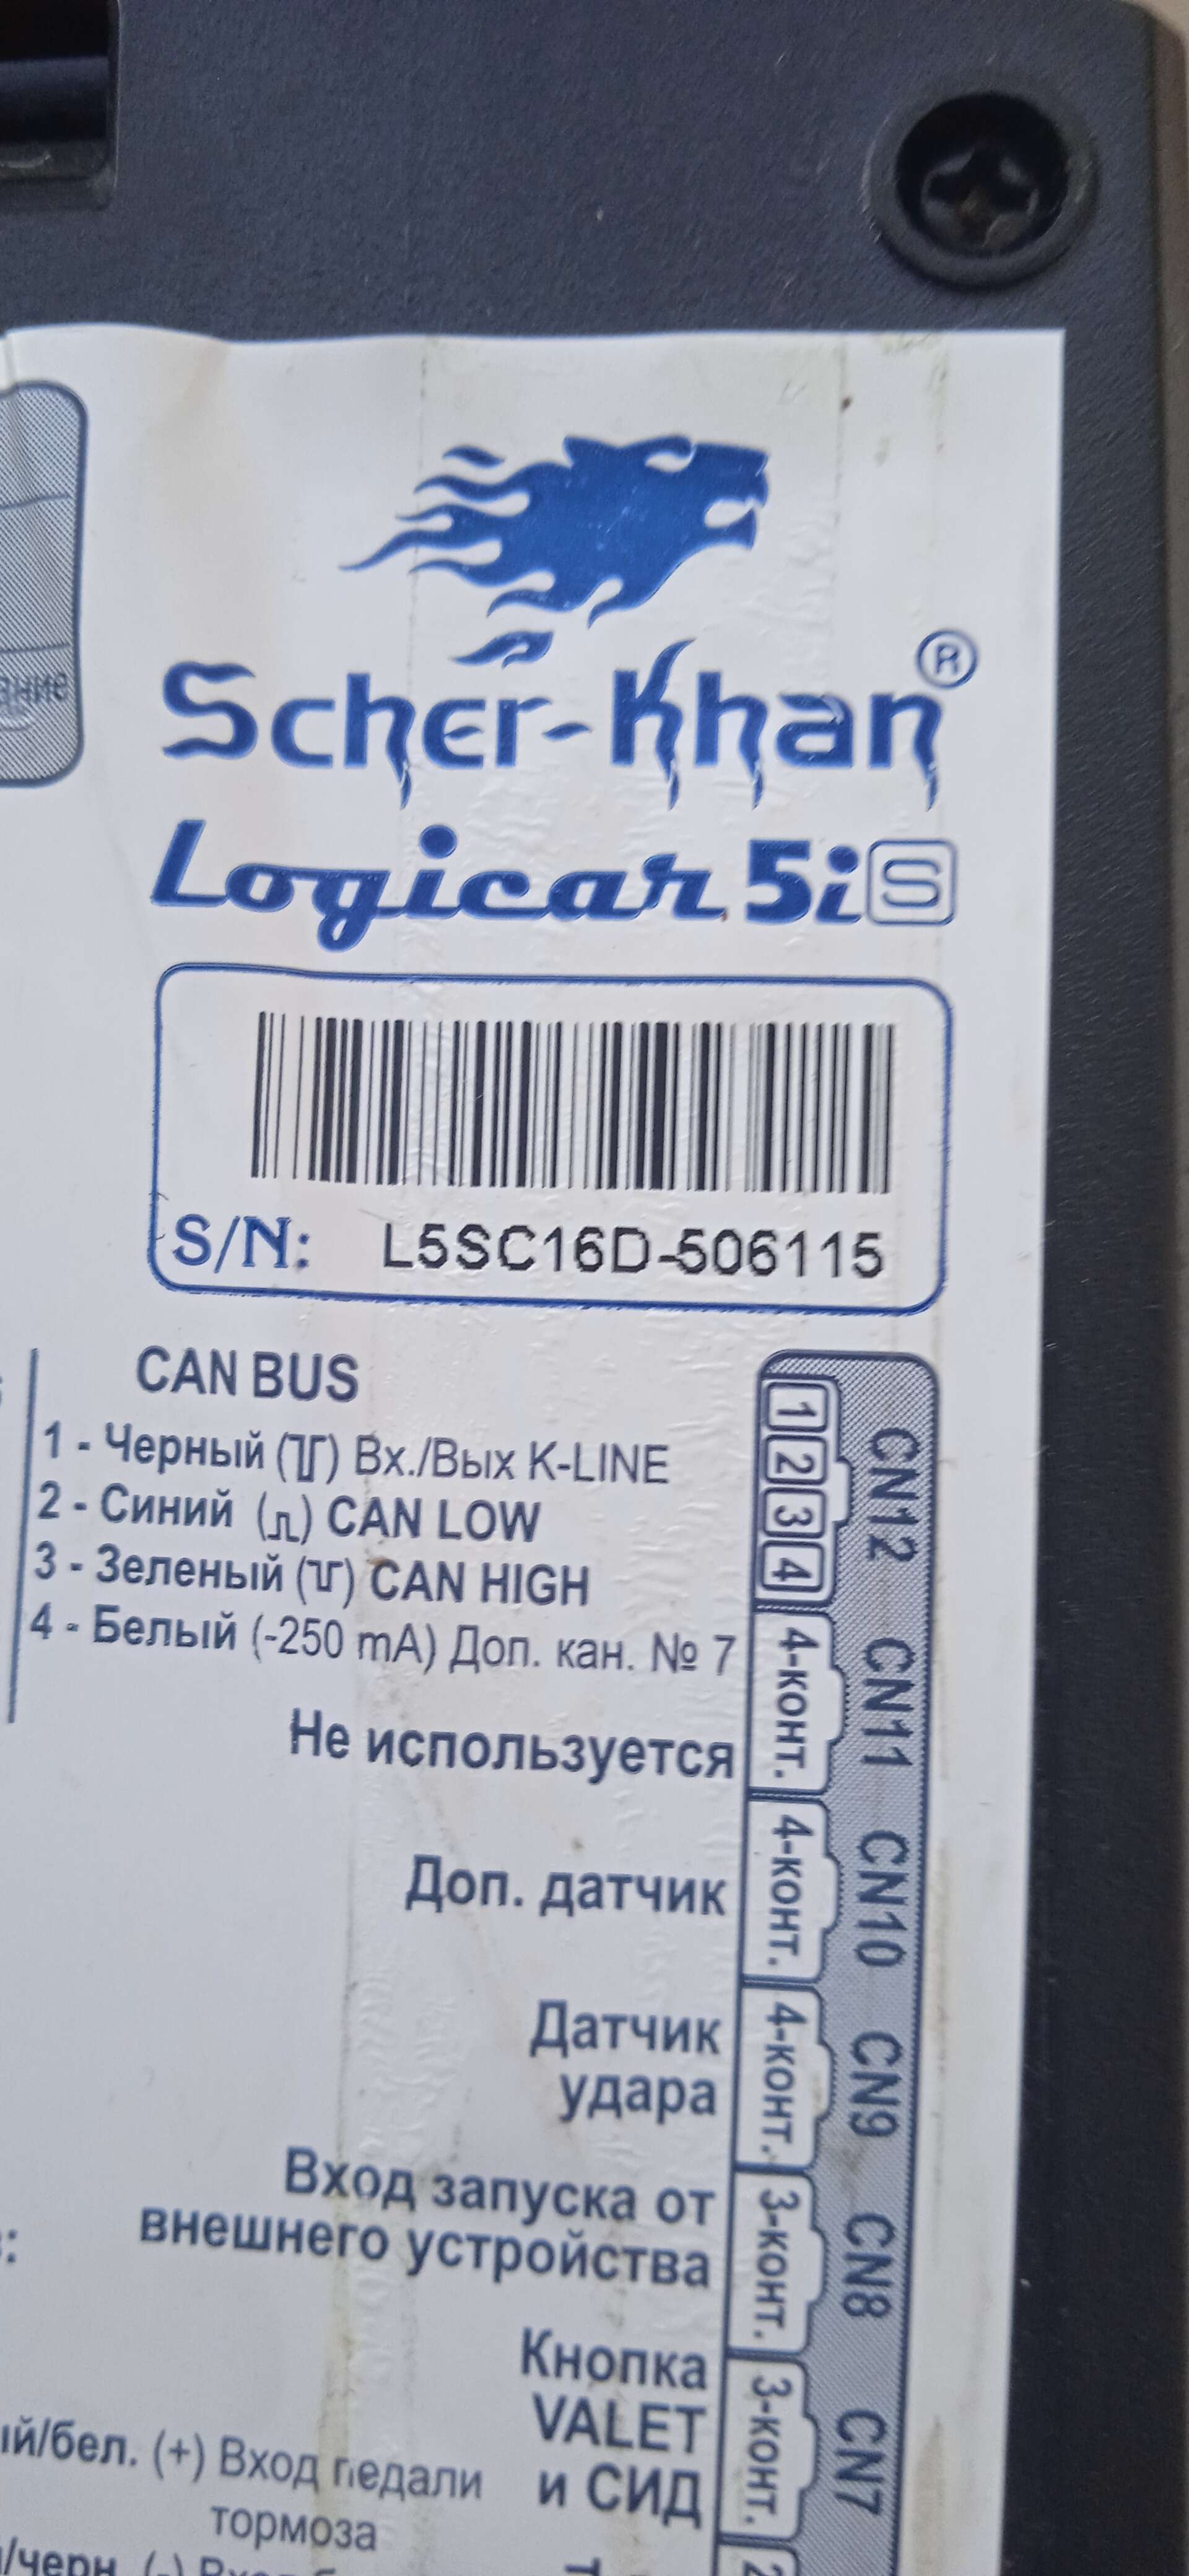 Scher-Khan®
Logicar 5i S
S/N: L5SC16D-506115
CAN BUS
1 - Черный (⊓) Вх./Вых K-LINE
2 - Синий (⊓) CAN LOW
3 - Зеленый (⊓) CAN HIGH
4 - Белый (-250 mA) Доп. кан. № 7
1 2 3 4
CN12
Не используется
4-конт.
CN11
Доп. датчик
4-конт.
CN10
Датчик
удара
4-конт.
CN9
Вход запуска от
внешнего устройства
3-конт.
CN8
Кнопка
VALET
и СИД
3-конт.
CN7
(+) Вход педали
тормоза